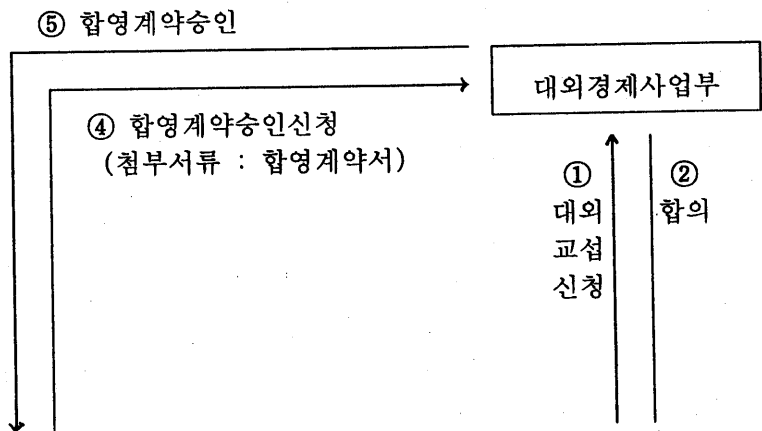 ⑤ 합영계약승인
대외경제사업부
④ 합영계약승인신청
(첨부서류 : 합영계약서)
①
대외
교섭
신청
②
합의